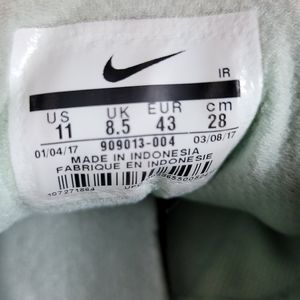 IR
US UK EUR cm
11 8.5 43 28
01/04/17 909013-004 03/08/17
MADE IN INDONESIA
FABRIQUE EN INDONESIE